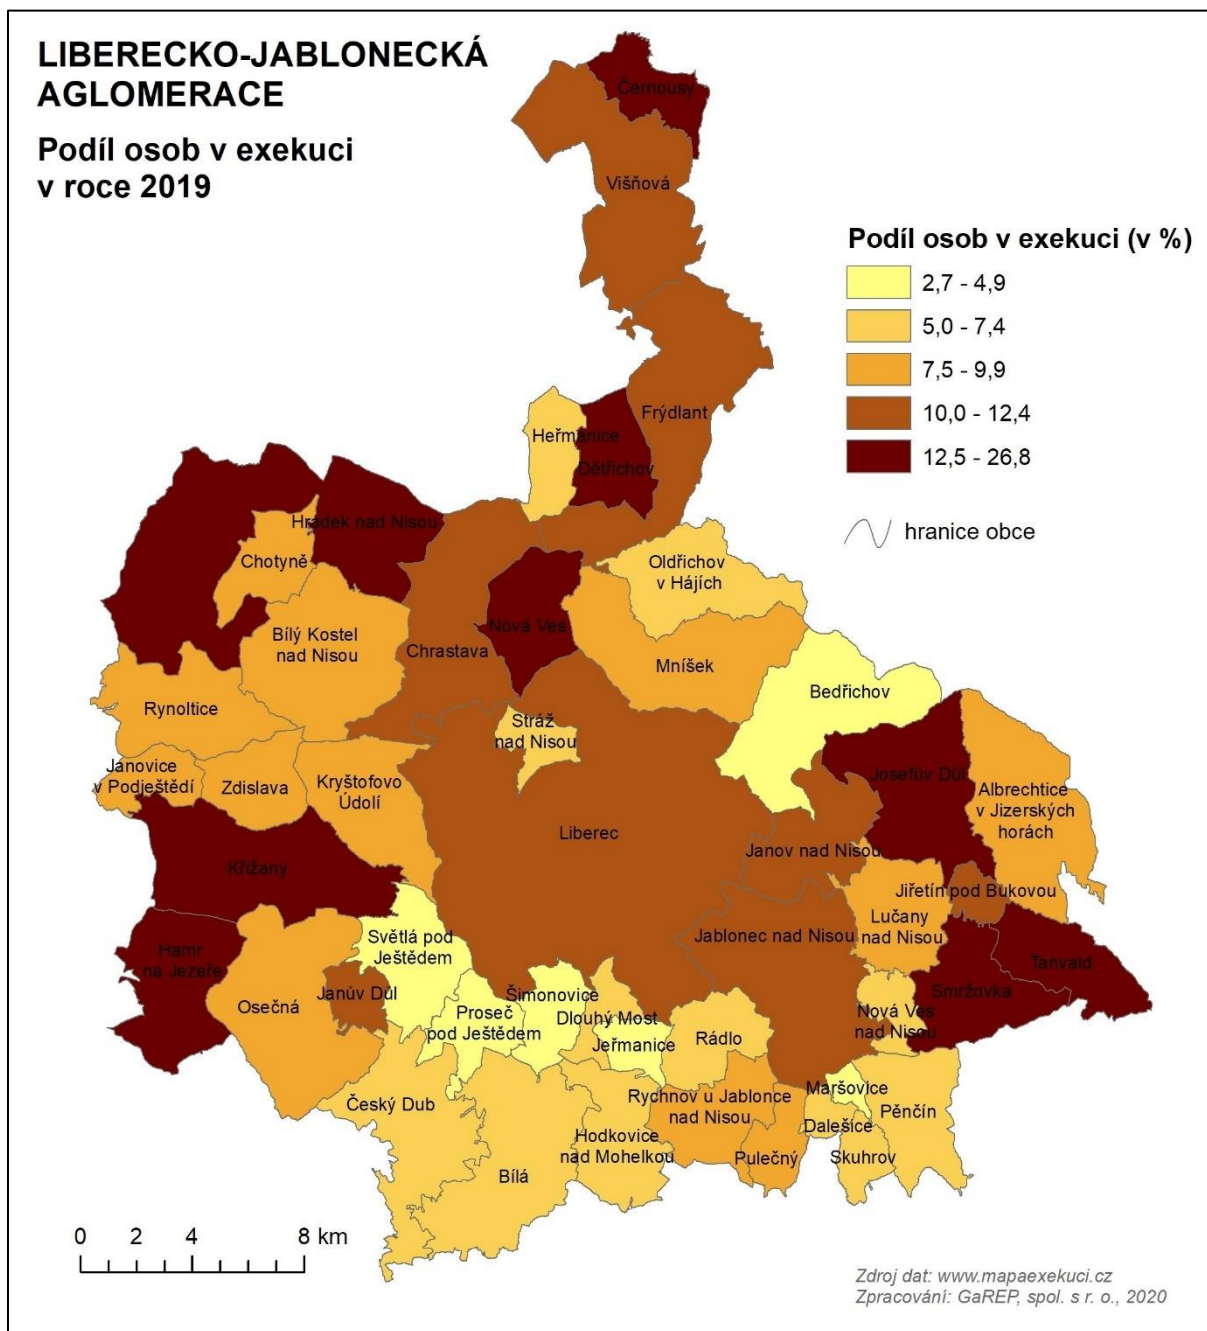 LIBERECKO-JABLONECKÁ
AGLOMERACE
Podíl osob v exekuci
v roce 2019
Podíl osob v exekuci (v %)
2,7 - 4,9
5,0 - 7,4
7,5 - 9,9
10,0 - 12,4
12,5 - 26,8
hranice obce
Černousy
Višňová
Frýdlant
Heřmanice
Dětřichov
Hrádek nad Nisou
Chotyně
Oldřichov
v Hájích
Nová Ves
Bílý Kostel
nad Nisou
Chrastava
Mníšek
Bedřichov
Rynoltice
Stráž
nad Nisou
Janovice
v Podještědí
Zdislava
Kryštofovo
Údolí
Josefův Důl
Albrechtice
v Jizerských
horách
Liberec
Janov nad Nisou
Křižany
Jiřetín pod Bukovou
Lučany
nad Nisou
Jablonec nad Nisou
Světlá pod
Ještědem
Hamr
na Jezeře
Tanvald
Smržovka
Osečná
Janův Důl
Šimonovice
Proseč
pod Ještědem
Dlouhý Most
Jeřmanice
Rádlo
Nová Ves
nad Nisou
Maršovice
Pěnčín
Rychnov u Jablonce
nad Nisou
Český Dub
Dalešice
Hodkovice
nad Mohelkou
Pulečný
Skuhrov
Bílá
0 2 4 8 km
Zdroj dat: www.mapaexekuci.cz
Zpracování: GaREP, spol. s r. o., 2020